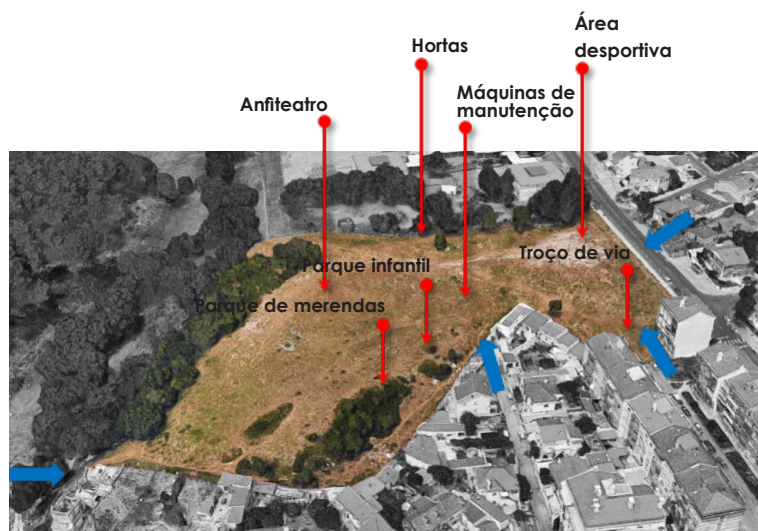 Área
desportiva
Hortas
Máquinas de
manutenção
Anfiteatro
Troço de via
Parque infantil
Parque de merendas